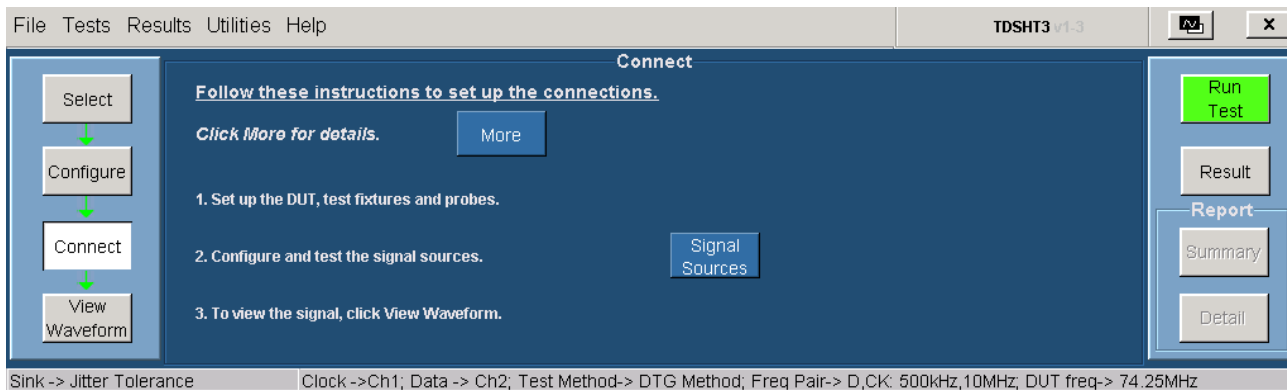 File Tests Results Utilities Help
TDSHT3 v1-3
x
Connect
Select
Configure
Connect
View
Waveform
Follow these instructions to set up the connections.
Click More for details.
More
1. Set up the DUT, test fixtures and probes.
2. Configure and test the signal sources.
Signal
Sources
3. To view the signal, click View Waveform.
Run
Test
Result
Report
Summary
Detail
Sink -> Jitter Tolerance
Clock ->Ch1; Data -> Ch2; Test Method-> DTG Method; Freq Pair-> D,CK: 500kHz,10MHz; DUT freq-> 74.25MHz